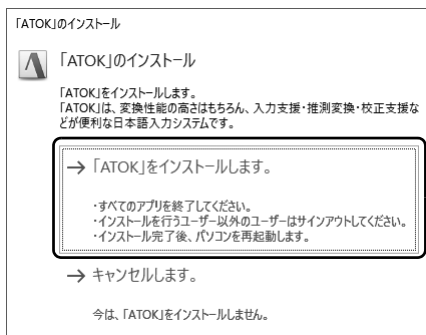 「ATOK」のインストール
「ATOK」のインストール
「ATOK」をインストールします。
「ATOK」は、変換性能の高さはもちろん、入力支援・推測変換・校正支援な
どが便利な日本語入力システムです。
→「ATOK」をインストールします。
・すべてのアプリを終了してください。
・インストールを行うユーザー以外のユーザーはサインアウトしてください。
・インストール完了後、パソコンを再起動します。
→ キャンセルします。
今は、「ATOK」をインストールしません。